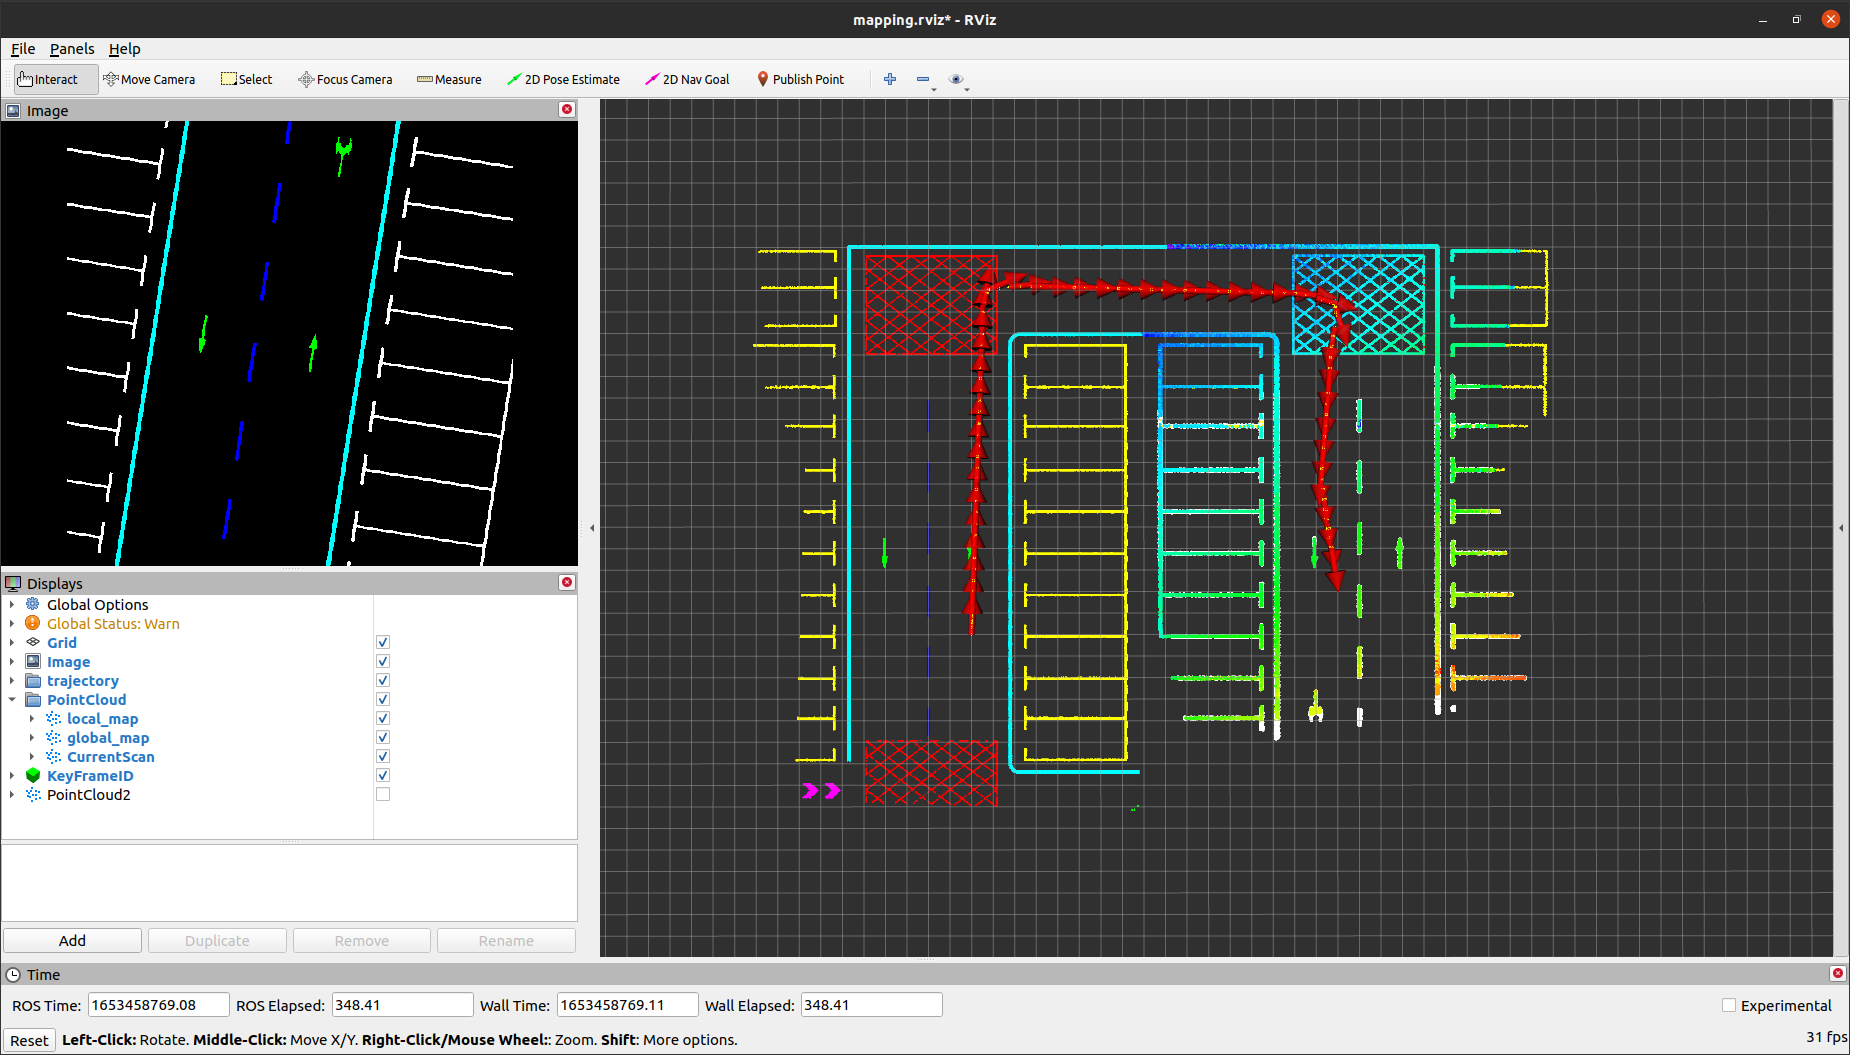 mapping.rviz* - RViz
File Panels Help
Interact Move Camera Select Focus Camera Measure 2D Pose Estimate 2D Nav Goal Publish Point
Image
Displays
Global Options
Global Status: Warn
Grid
Image
trajectory
PointCloud
local_map
global_map
CurrentScan
KeyFrameID
PointCloud2
Add Duplicate Remove Rename
Time
ROS Time: 1653458769.08 ROS Elapsed: 348.41 Wall Time: 1653458769.11 Wall Elapsed: 348.41 Experimental
Reset Left-Click: Rotate. Middle-Click: Move X/Y. Right-Click/Mouse Wheel:: Zoom. Shift: More options. 31 fps